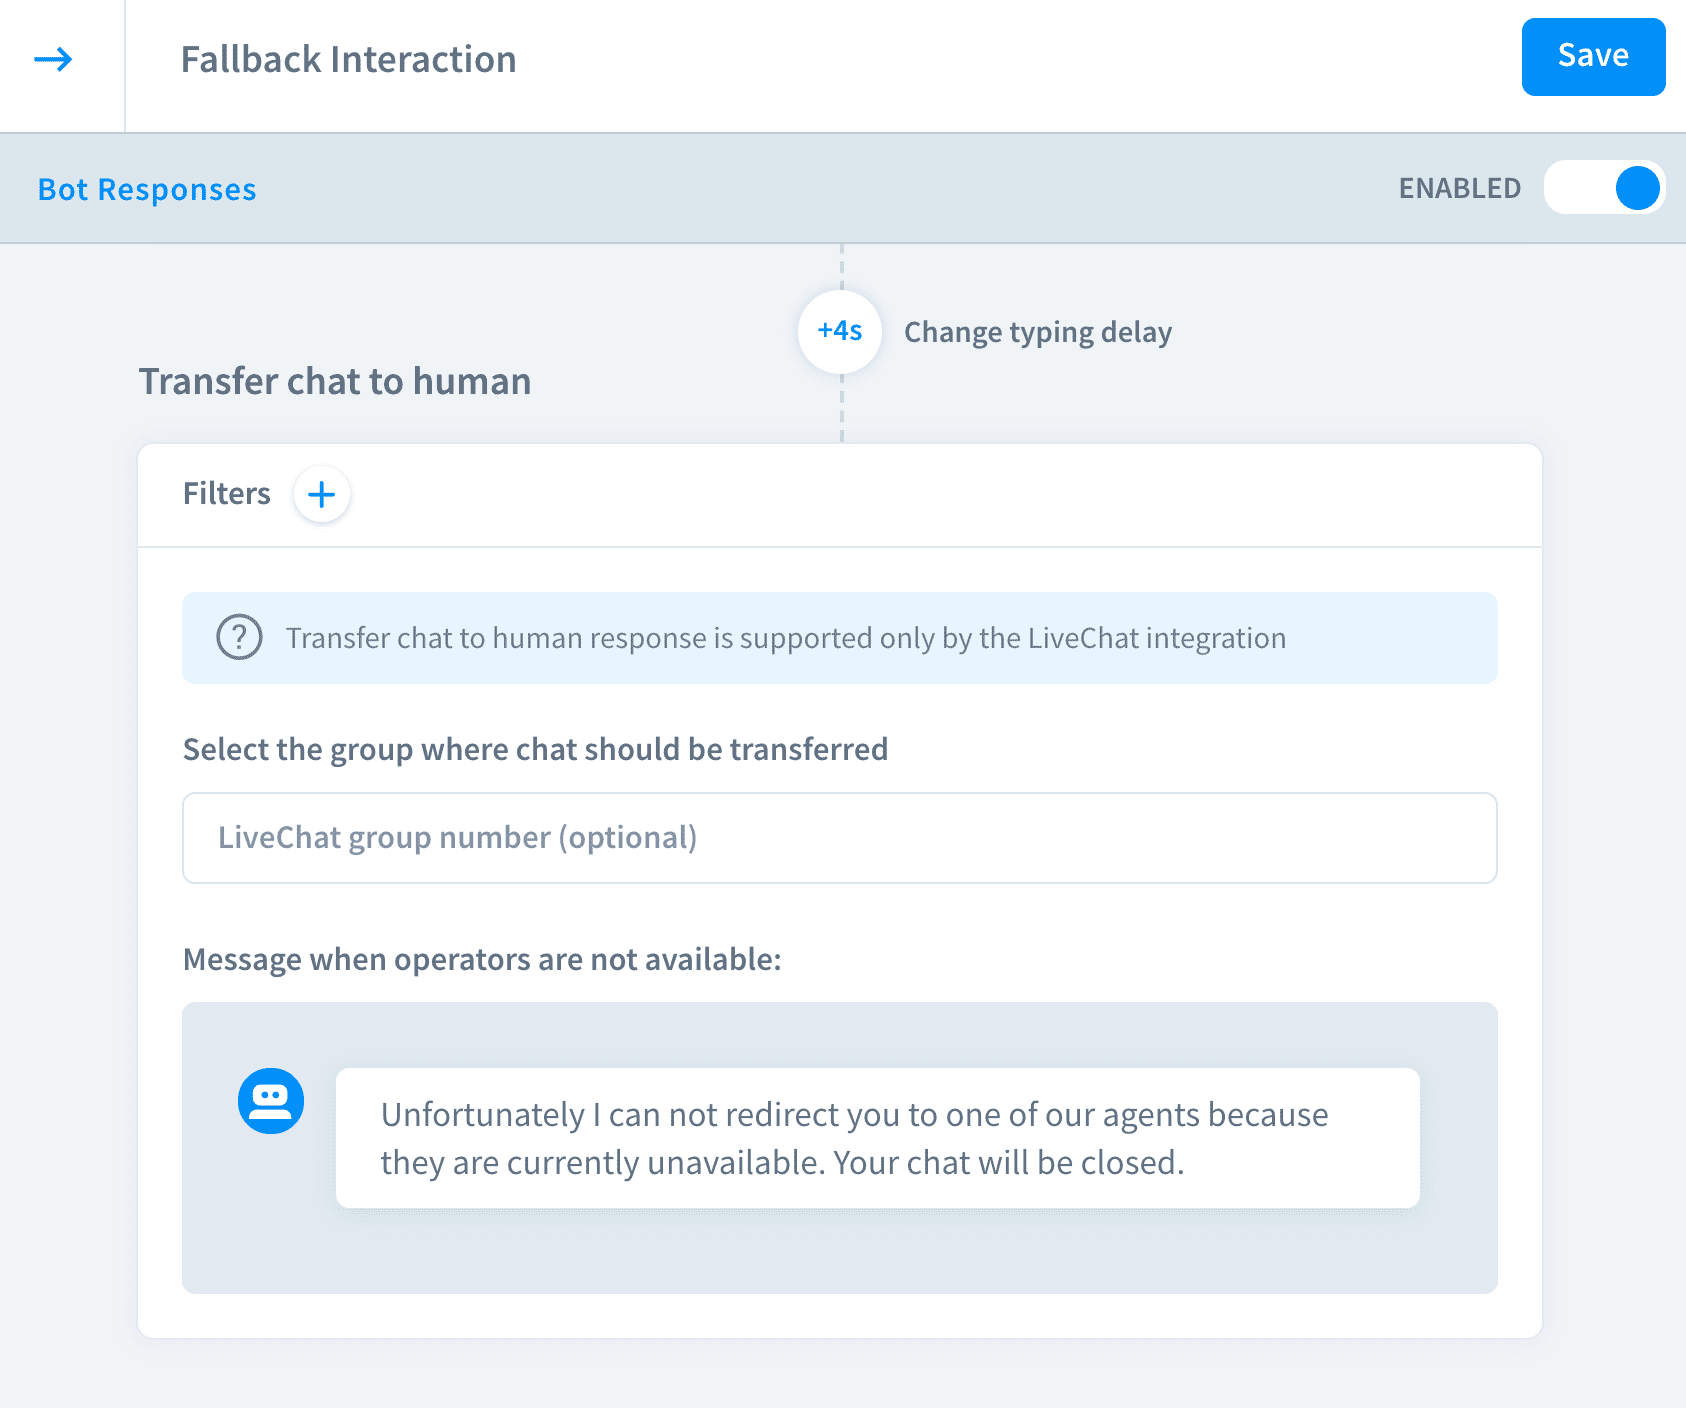 Fallback Interaction
Save
Bot Responses
ENABLED
+4s
Change typing delay
Transfer chat to human
Filters +
? Transfer chat to human response is supported only by the LiveChat integration
Select the group where chat should be transferred
LiveChat group number (optional)
Message when operators are not available:
Unfortunately I can not redirect you to one of our agents because
they are currently unavailable. Your chat will be closed.